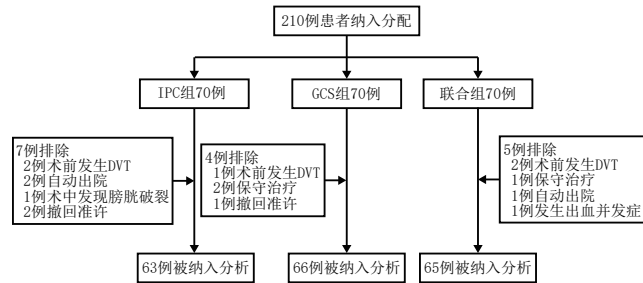 210例患者纳入分配
IPC组70例
GCS组70例
联合组70例
7例排除
2例术前发生DVT
2例自动出院
1例术中发现膀胱破裂
2例撤回准许
4例排除
1例术前发生DVT
2例保守治疗
1例撤回准许
5例排除
2例术前发生DVT
1例保守治疗
1例自动出院
1例发生出血并发症
63例被纳入分析
66例被纳入分析
65例被纳入分析